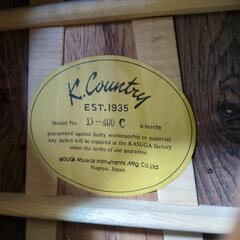 K. Country
EST. 1935
Model No. D-400 C is hereby
guaranteed against faulty workmanship or material.
Any defect will be repaired at the KASUGA factory
under the terms of our guarantee.
KASUGA Musical Instruments Mfg Co., Ltd.
Nagoya, Japan.